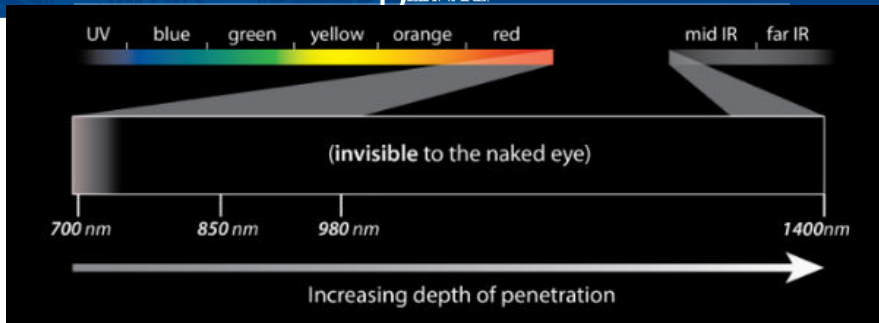 UV blue green yellow orange red mid IR far IR
(invisible to the naked eye)
700 nm 850 nm 980 nm 1400nm
Increasing depth of penetration